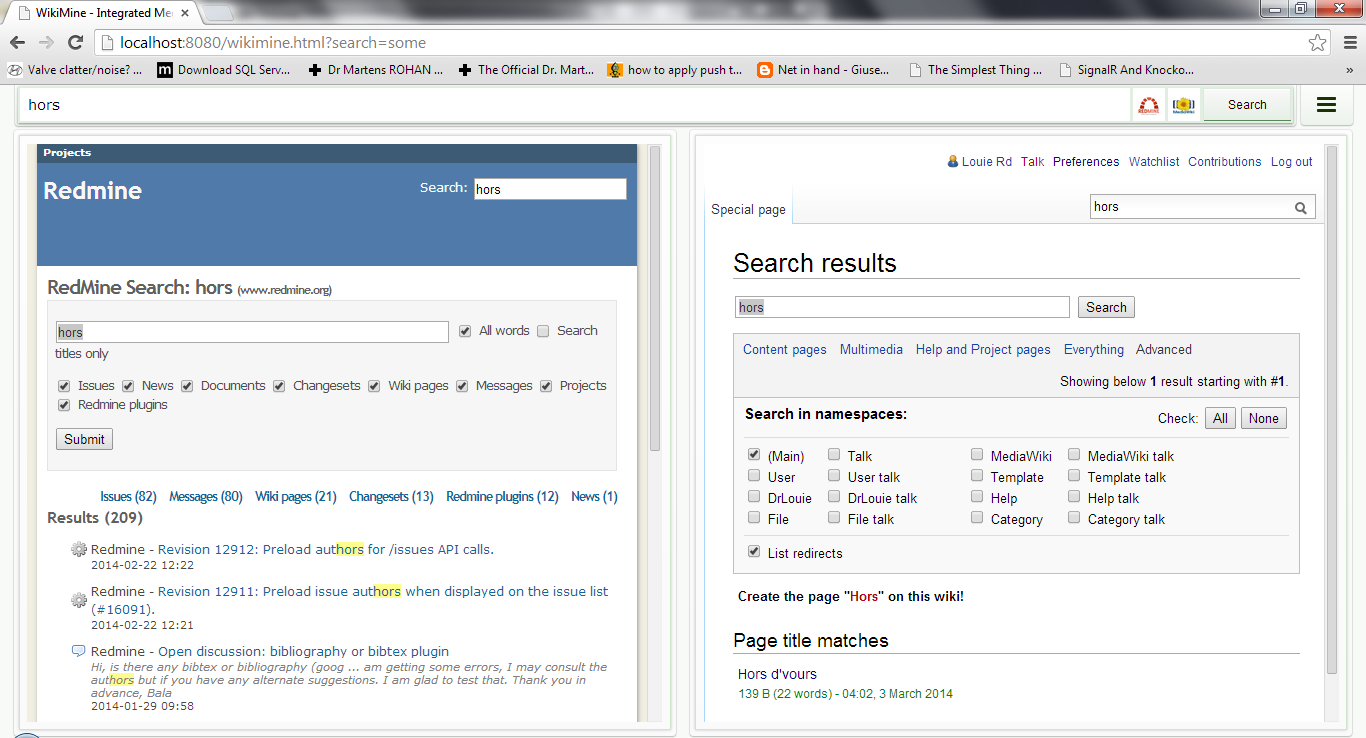 WikiMine - Integrated Me
localhost:8080/wikimine.html?search=some
Valve clatter/noise? ... Download SQL Serv... Dr Martens ROHAN ... The Official Dr. Mart... how to apply push t... Net in hand - Giuse... The Simplest Thing ... SignalR And Knocko... »
hors REDMINE Search
Projects
Redmine
Search: hors
RedMine Search: hors (www.redmine.org)
hors All words Search
titles only
Issues News Documents Changesets Wiki pages Messages Projects
Redmine plugins
Submit
Issues (82) Messages (80) Wiki pages (21) Changesets (13) Redmine plugins (12) News (1)
Results (209)
Redmine - Revision 12912: Preload authors for /issues API calls.
2014-02-22 12:22
Redmine - Revision 12911: Preload issue authors when displayed on the issue list
(#16091).
2014-02-22 12:21
Redmine - Open discussion: bibliography or bibtex plugin
Hi, is there any bibtex or bibliography (goog ... am getting some errors, I may consult the
authors but if you have any alternate suggestions. I am glad to test that. Thank you in
advance, Bala
2014-01-29 09:58
Louie Rd Talk Preferences Watchlist Contributions Log out
Special page
hors
Search results
hors Search
Content pages Multimedia Help and Project pages Everything Advanced
Showing below 1 result starting with #1.
Search in namespaces: Check: All None
(Main) Talk MediaWiki MediaWiki talk
User User talk Template Template talk
DrLouie DrLouie talk Help Help talk
File File talk Category Category talk
List redirects
Create the page "Hors" on this wiki!
Page title matches
Hors d'vours
139 B (22 words) - 04:02, 3 March 2014